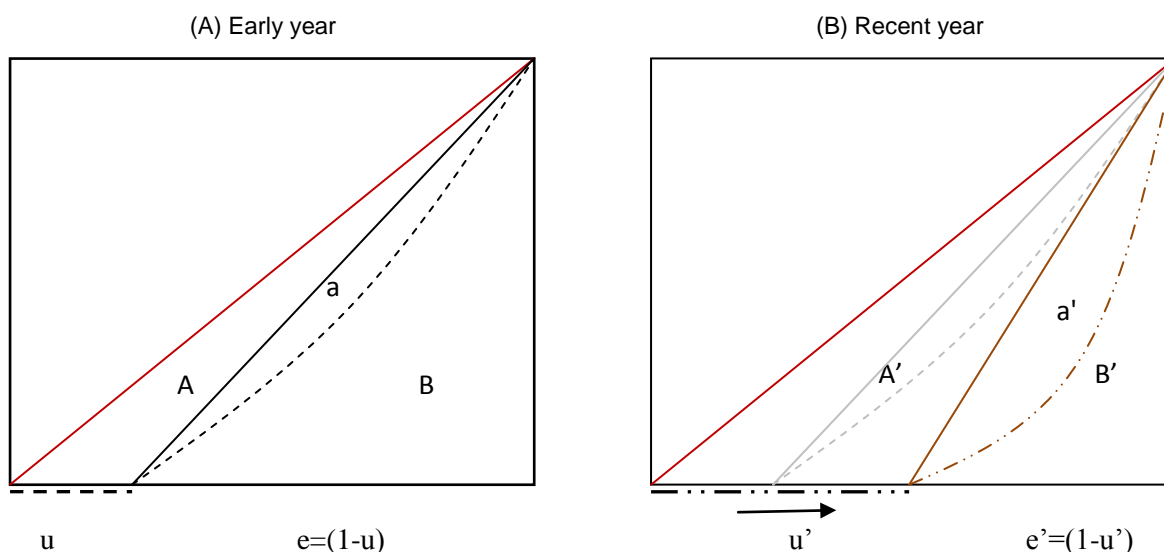 (A) Early year
(B) Recent year
a
A
B
a'
A’
B’
u
e=(1-u)
u’
e’=(1-u’)